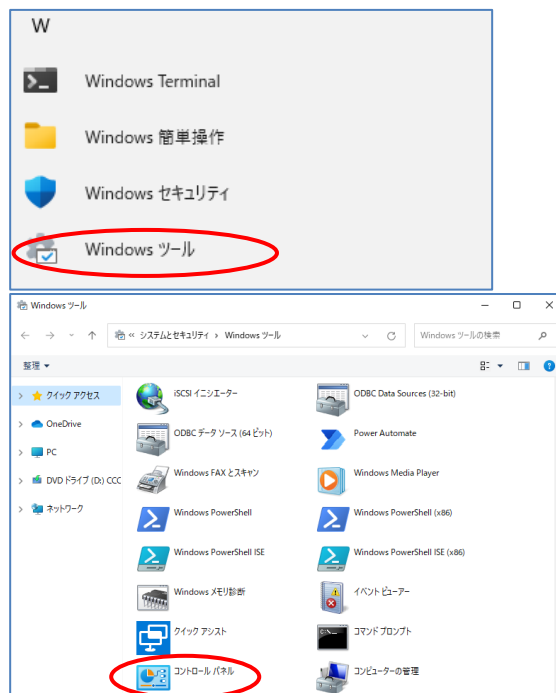 W
Windows Terminal
Windows 簡単操作
Windows セキュリティ
Windows ツール
Windows ツール
« システムとセキュリティ › Windows ツール
Windows ツールの検索
整理
クイック アクセス
OneDrive
PC
DVD ドライブ (D:) CCC
ネットワーク
iSCSI イニシエーター
ODBC Data Sources (32-bit)
ODBC データ ソース (64 ビット)
Power Automate
Windows FAX とスキャン
Windows Media Player
Windows PowerShell
Windows PowerShell (x86)
Windows PowerShell ISE
Windows PowerShell ISE (x86)
Windows メモリ診断
イベント ビューアー
クイック アシスト
コマンド プロンプト
コントロール パネル
コンピューターの管理